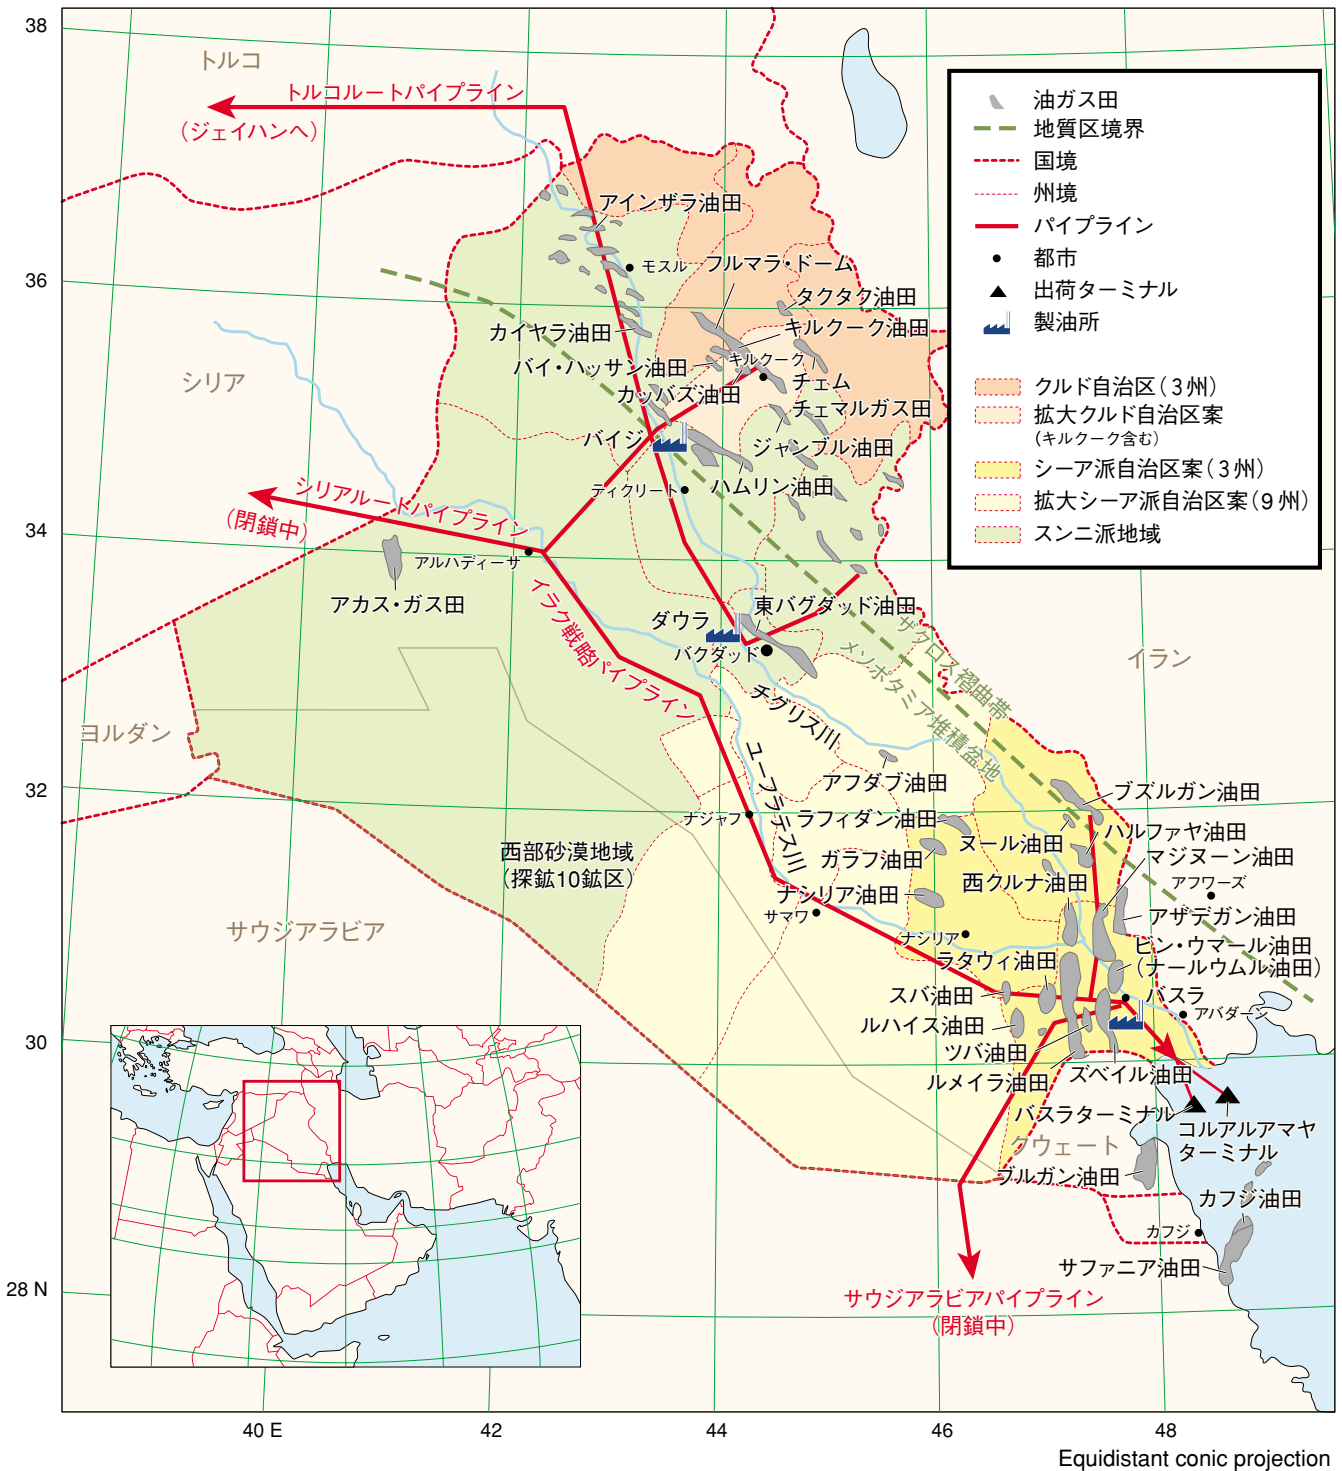 38
36
34
32
30
28 N
40 E
42
44
46
48
Equidistant conic projection
トルコ
トルコルートパイプライン
（ジェイハンへ）
シリア
シリアルートパイプライン
（閉鎖中）
ヨルダン
サウジアラビア
イラン
クウェート
油ガス田
地質区境界
国境
州境
パイプライン
都市
出荷ターミナル
製油所
クルド自治区（3州）
拡大クルド自治区案
（キルクーク含む）
シーア派自治区案（3州）
拡大シーア派自治区案（9州）
スンニ派地域
アインザラ油田
モスル
フルマラ・ドーム
タクタク油田
カイヤラ油田
キルクーク油田
バイ・ハッサン油田
キルクーク
チェム
カッバズ油田
チェマルガス田
バイジ
ジャンブル油田
ティクリート
ハムリン油田
アルハディーサ
アカス・ガス田
イラク戦略パイプライン
ダウラ
東バグダッド油田
バクダッド
ザクロス褶曲帯
メンポタミア堆積盆地
チグリス川
ユーフラテス川
アフダブ油田
ブズルガン油田
ナジャフ
ラフィダン油田
ヌール油田
ハルファヤ油田
西部砂漠地域
（探鉱10鉱区）
ガラフ油田
マジヌーン油田
西クルナ油田
アフワーズ
ナシリア油田
サマワ
アザデガン油田
ナシリア
ビン・ウマール油田
（ナールウムル油田）
ラタウィ油田
スバ油田
バスラ
アバダーン
ルハイス油田
ツバ油田
ルメイラ油田
ズベイル油田
バスラターミナル
コルアルアマヤ
ターミナル
ブルガン油田
カフジ油田
カフジ
サファニア油田
サウジアラビアパイプライン
（閉鎖中）